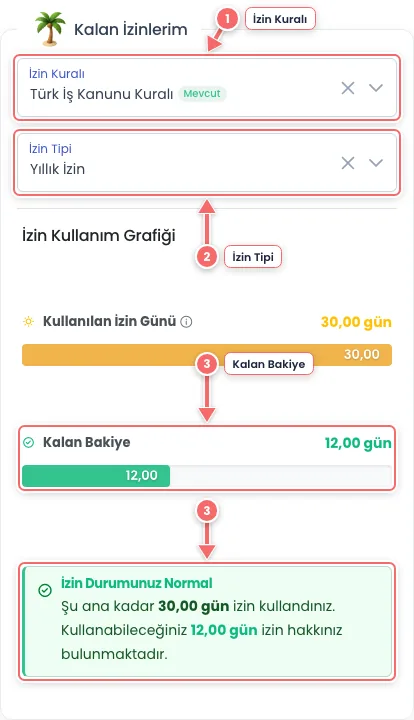 Kalan İzinlerim
1
İzin Kuralı
İzin Kuralı
Türk İş Kanunu Kuralı Mevcut
İzin Tipi
Yıllık İzin
İzin Kullanım Grafiği
2
İzin Tipi
Kullanılan İzin Günü 30,00 gün
30,00
3
Kalan Bakiye
Kalan Bakiye 12,00 gün
12,00
3
İzin Durumunuz Normal
Şu ana kadar 30,00 gün izin kullandınız.
Kullanabileceğiniz 12,00 gün izin hakkınız
bulunmaktadır.